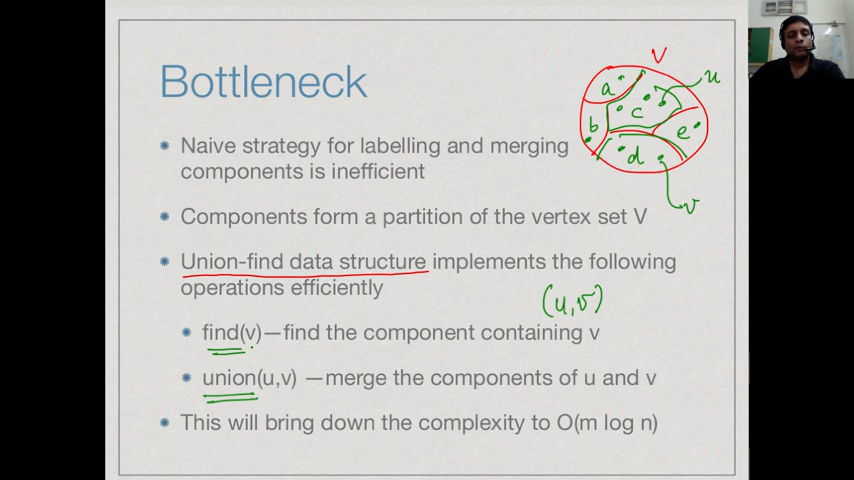 Bottleneck
Naive strategy for labelling and merging
components is inefficient
Components form a partition of the vertex set V
Union-find data structure implements the following
operations efficiently
find(v)—find the component containing v
union(u,v) —merge the components of u and v
This will bring down the complexity to O(m log n)
V
a
u
c
b
e
d
v
(u,v)